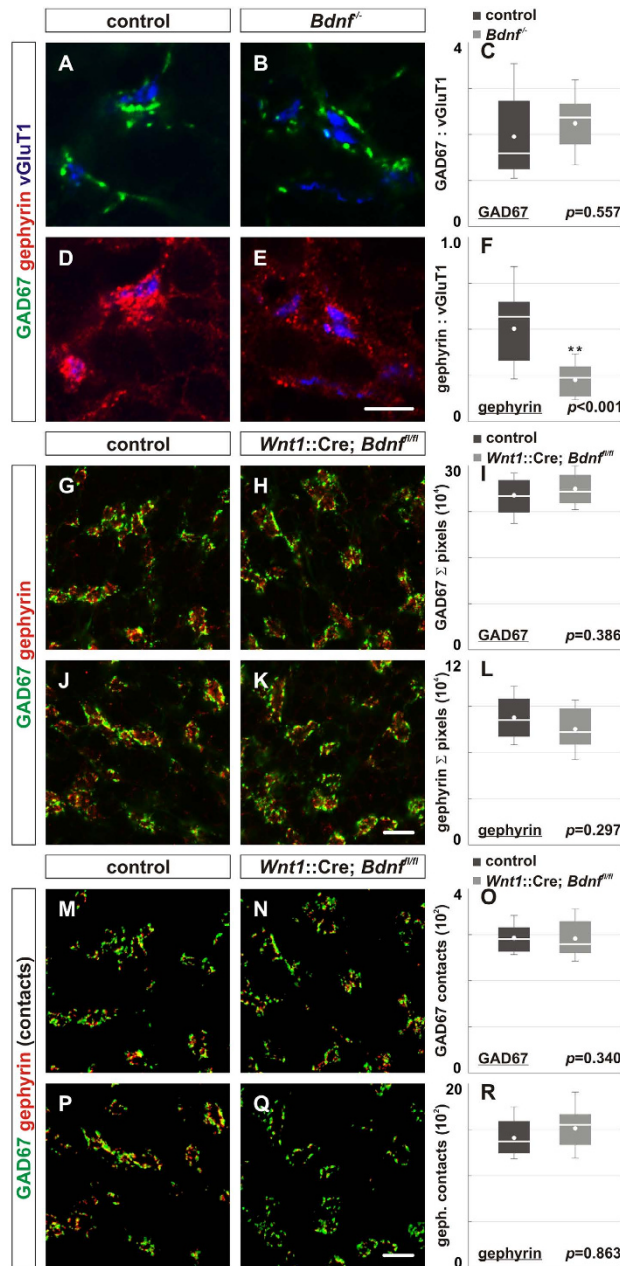 control
Bdnf-/-
control
Bdnf-/-
GAD67 gephyrin vGluT1
A
B
C
4
GAD67 : vGluT1
0
GAD67
p=0.557
D
E
F
1.0
gephyrin : vGluT1
**
0
gephyrin
p<0.001
control
Wnt1::Cre; Bdnffl/fl
control
Wnt1::Cre; Bdnffl/fl
GAD67 gephyrin
G
H
I
30
GAD67 Σ pixels (10⁴)
0
GAD67
p=0.386
J
K
L
12
gephyrin Σ pixels (10⁴)
0
gephyrin
p=0.297
control
Wnt1::Cre; Bdnffl/fl
control
Wnt1::Cre; Bdnffl/fl
GAD67 gephyrin (contacts)
M
N
O
4
GAD67 contacts (10²)
0
GAD67
p=0.340
P
Q
R
20
geph. contacts (10²)
0
gephyrin
p=0.863